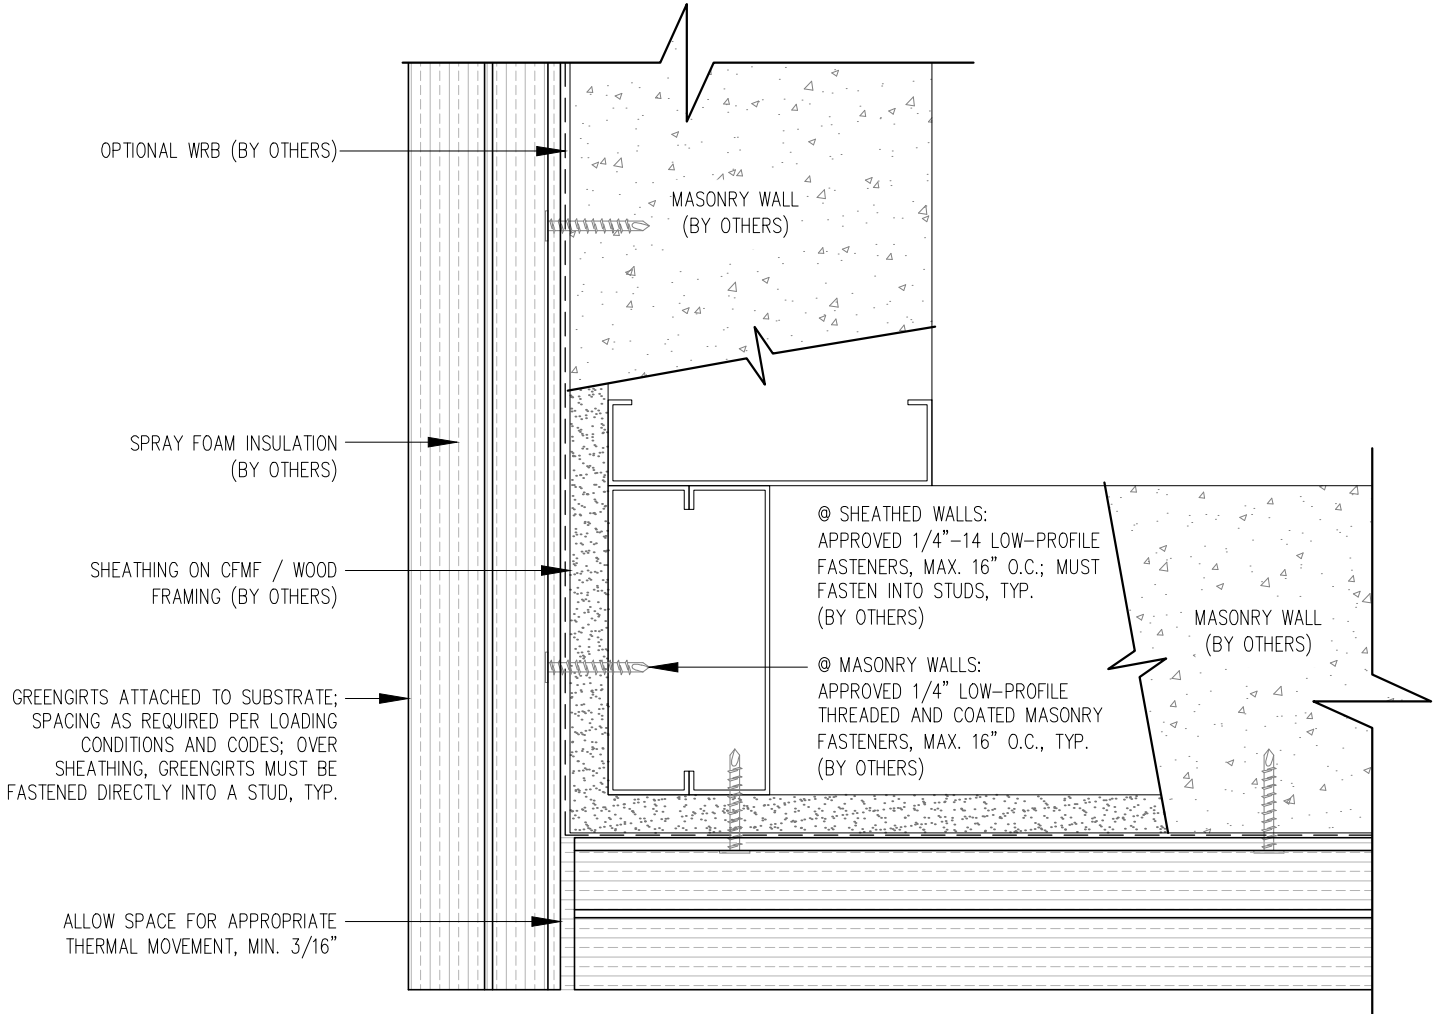 OPTIONAL WRB (BY OTHERS)
MASONRY WALL
(BY OTHERS)
SPRAY FOAM INSULATION
(BY OTHERS)
@ SHEATHED WALLS:
APPROVED 1/4"-14 LOW-PROFILE
FASTENERS, MAX. 16" O.C.; MUST
FASTEN INTO STUDS, TYP.
(BY OTHERS)
SHEATHING ON CFMF / WOOD
FRAMING (BY OTHERS)
MASONRY WALL
(BY OTHERS)
@ MASONRY WALLS:
APPROVED 1/4" LOW-PROFILE
THREADED AND COATED MASONRY
FASTENERS, MAX. 16" O.C., TYP.
(BY OTHERS)
GREENGIRTS ATTACHED TO SUBSTRATE;
SPACING AS REQUIRED PER LOADING
CONDITIONS AND CODES; OVER
SHEATHING, GREENGIRTS MUST BE
FASTENED DIRECTLY INTO A STUD, TYP.
ALLOW SPACE FOR APPROPRIATE
THERMAL MOVEMENT, MIN. 3/16"